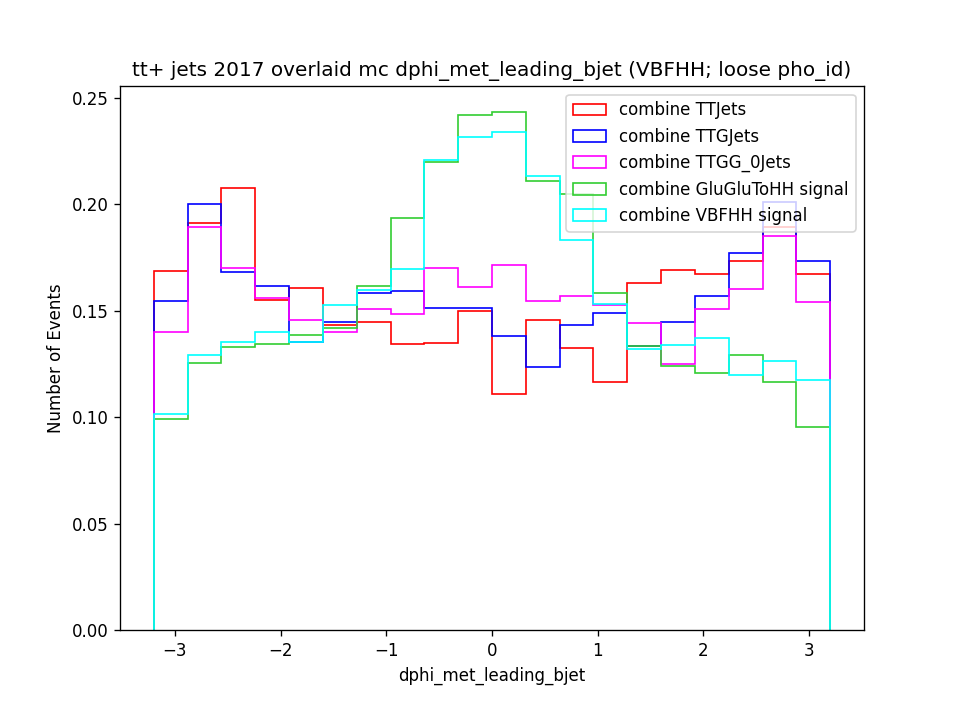 tt+ jets 2017 overlaid mc dphi_met_leading_bjet (VBFHH; loose pho_id)
combine TTJets
combine TTGJets
combine TTGG_0Jets
combine GluGluToHH signal
combine VBFHH signal
Number of Events
0.25
0.20
0.15
0.10
0.05
0.00
−3 −2 −1 0 1 2 3
dphi_met_leading_bjet